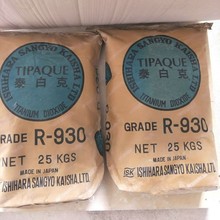 ISHIHARA SANGYO KAISHA
TIPAQUE
泰白克
TITANIUM DIOXIDE
GRADE R-930
NET 25 KGS
MADE IN JAPAN
ISHIHARA SANGYO KAISHA, LTD.
ISHIHARA SANGYO KAISHA
TIPAQUE
泰白克
TITANIUM DIOXIDE
GRADE R-930
NET 25 KGS
MADE IN JAPAN
ISK ISHIHARA SANGYO KAISHA, LTD.